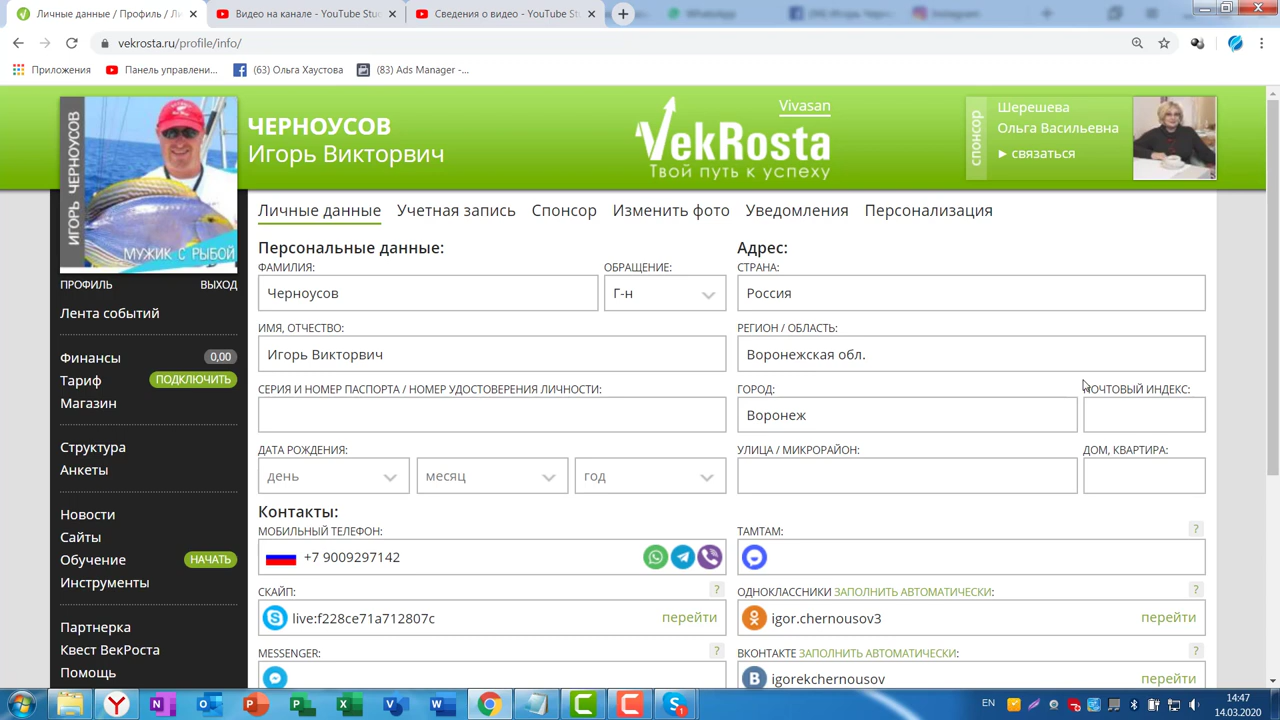 Личные данные / Профиль / Ли
Видео на канале - YouTube Stu
Сведения о видео - YouTube St
WhatsApp
Instagram
vekrosta.ru/profile/info/
Приложения
Панель управлени...
(63) Ольга Хаустова
(83) Ads Manager -...
ИГОРЬ ЧЕРНОУСОВ
МУЖИК С РЫБОЙ
ЧЕРНОУСОВ
Игорь Викторвич
Vivasan
VekRosta
Твой путь к успеху
спонсор
Шерешева
Ольга Васильевна
► связаться
ПРОФИЛЬ ВЫХОД
Лента событий
Финансы 0,00
Тариф ПОДКЛЮЧИТЬ
Магазин
Структура
Анкеты
Новости
Сайты
Обучение НАЧАТЬ
Инструменты
Партнерка
Квест ВекРоста
Помощь
Личные данные Учетная запись Спонсор Изменить фото Уведомления Персонализация
Персональные данные:
ФАМИЛИЯ: ОБРАЩЕНИЕ:
Черноусов Г-н
ИМЯ, ОТЧЕСТВО:
Игорь Викторвич
СЕРИЯ И НОМЕР ПАСПОРТА / НОМЕР УДОСТОВЕРЕНИЯ ЛИЧНОСТИ:
ДАТА РОЖДЕНИЯ:
день месяц год
Адрес:
СТРАНА:
Россия
РЕГИОН / ОБЛАСТЬ:
Воронежская обл.
ГОРОД: ПОЧТОВЫЙ ИНДЕКС:
Воронеж
УЛИЦА / МИКРОРАЙОН: ДОМ, КВАРТИРА:
Контакты:
МОБИЛЬНЫЙ ТЕЛЕФОН:
+7 9009297142
ТАМТАМ: ?
СКАЙП: ?
live:f228ce71a712807c перейти
ОДНОКЛАССНИКИ ЗАПОЛНИТЬ АВТОМАТИЧЕСКИ: ?
igor.chernousov3 перейти
MESSENGER: ?
ВКОНТАКТЕ ЗАПОЛНИТЬ АВТОМАТИЧЕСКИ: ?
igorekchernousov перейти
EN
14:47
14.03.2020